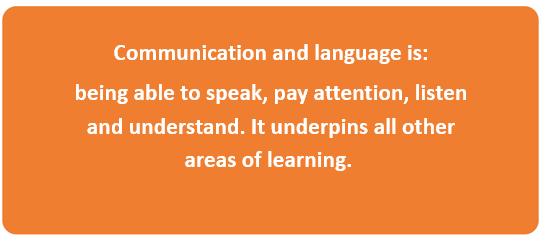 Communication and language is:
being able to speak, pay attention, listen
and understand. It underpins all other
areas of learning.